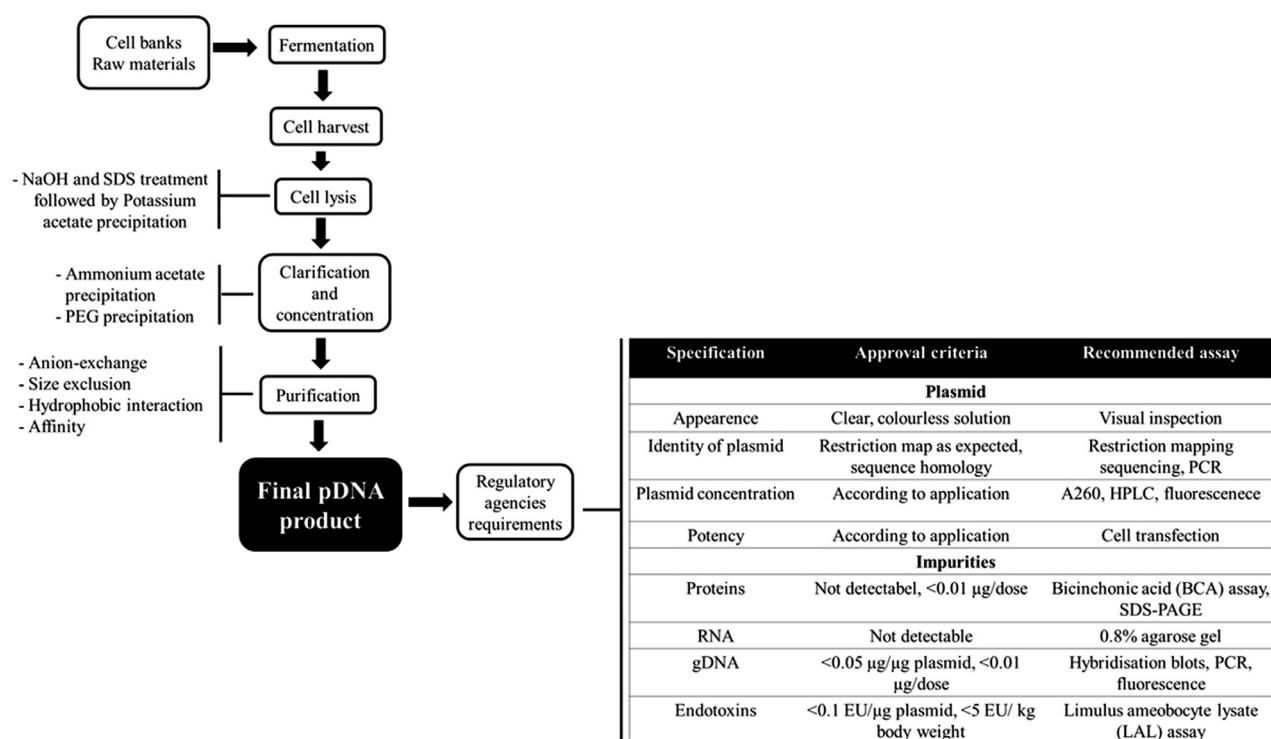 Cell banks
Raw materials
Fermentation
Cell harvest
- NaOH and SDS treatment
followed by Potassium
acetate precipitation
Cell lysis
- Ammonium acetate
precipitation
- PEG precipitation
Clarification
and
concentration
- Anion-exchange
- Size exclusion
- Hydrophobic interaction
- Affinity
Purification
Final pDNA
product
Regulatory
agencies
requirements
Specification Approval criteria Recommended assay
Plasmid
Appearence Clear, colourless solution Visual inspection
Identity of plasmid Restriction map as expected, Restriction mapping
sequence homology sequencing, PCR
Plasmid concentration According to application A260, HPLC, fluorescenece
Potency According to application Cell transfection
Impurities
Proteins Not detectabel, <0.01 μg/dose Bicinchonic acid (BCA) assay,
SDS-PAGE
RNA Not detectable 0.8% agarose gel
gDNA <0.05 μg/μg plasmid, <0.01 Hybridisation blots, PCR,
μg/dose fluorescence
Endotoxins <0.1 EU/μg plasmid, <5 EU/ kg Limulus ameobocyte lysate
body weight (LAL) assay